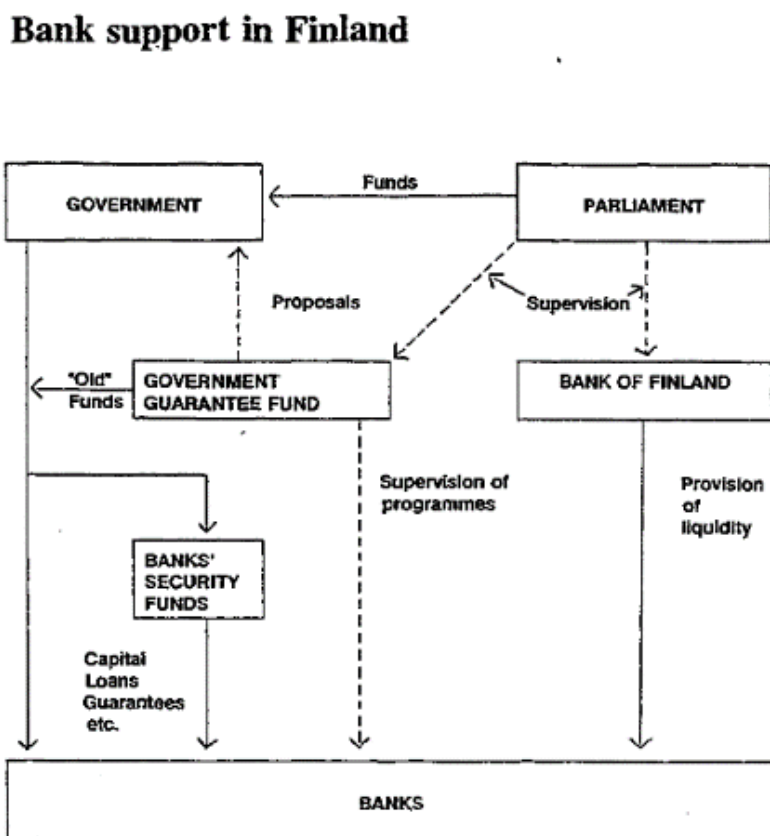 Bank support in Finland
Funds
GOVERNMENT
PARLIAMENT
Proposals
Supervision
"Old"
Funds
GOVERNMENT
GUARANTEE FUND
BANK OF FINLAND
Supervision of
programmes
Provision
of
liquidity
BANKS'
SECURITY
FUNDS
Capital
Loans
Guarantees
etc.
BANKS